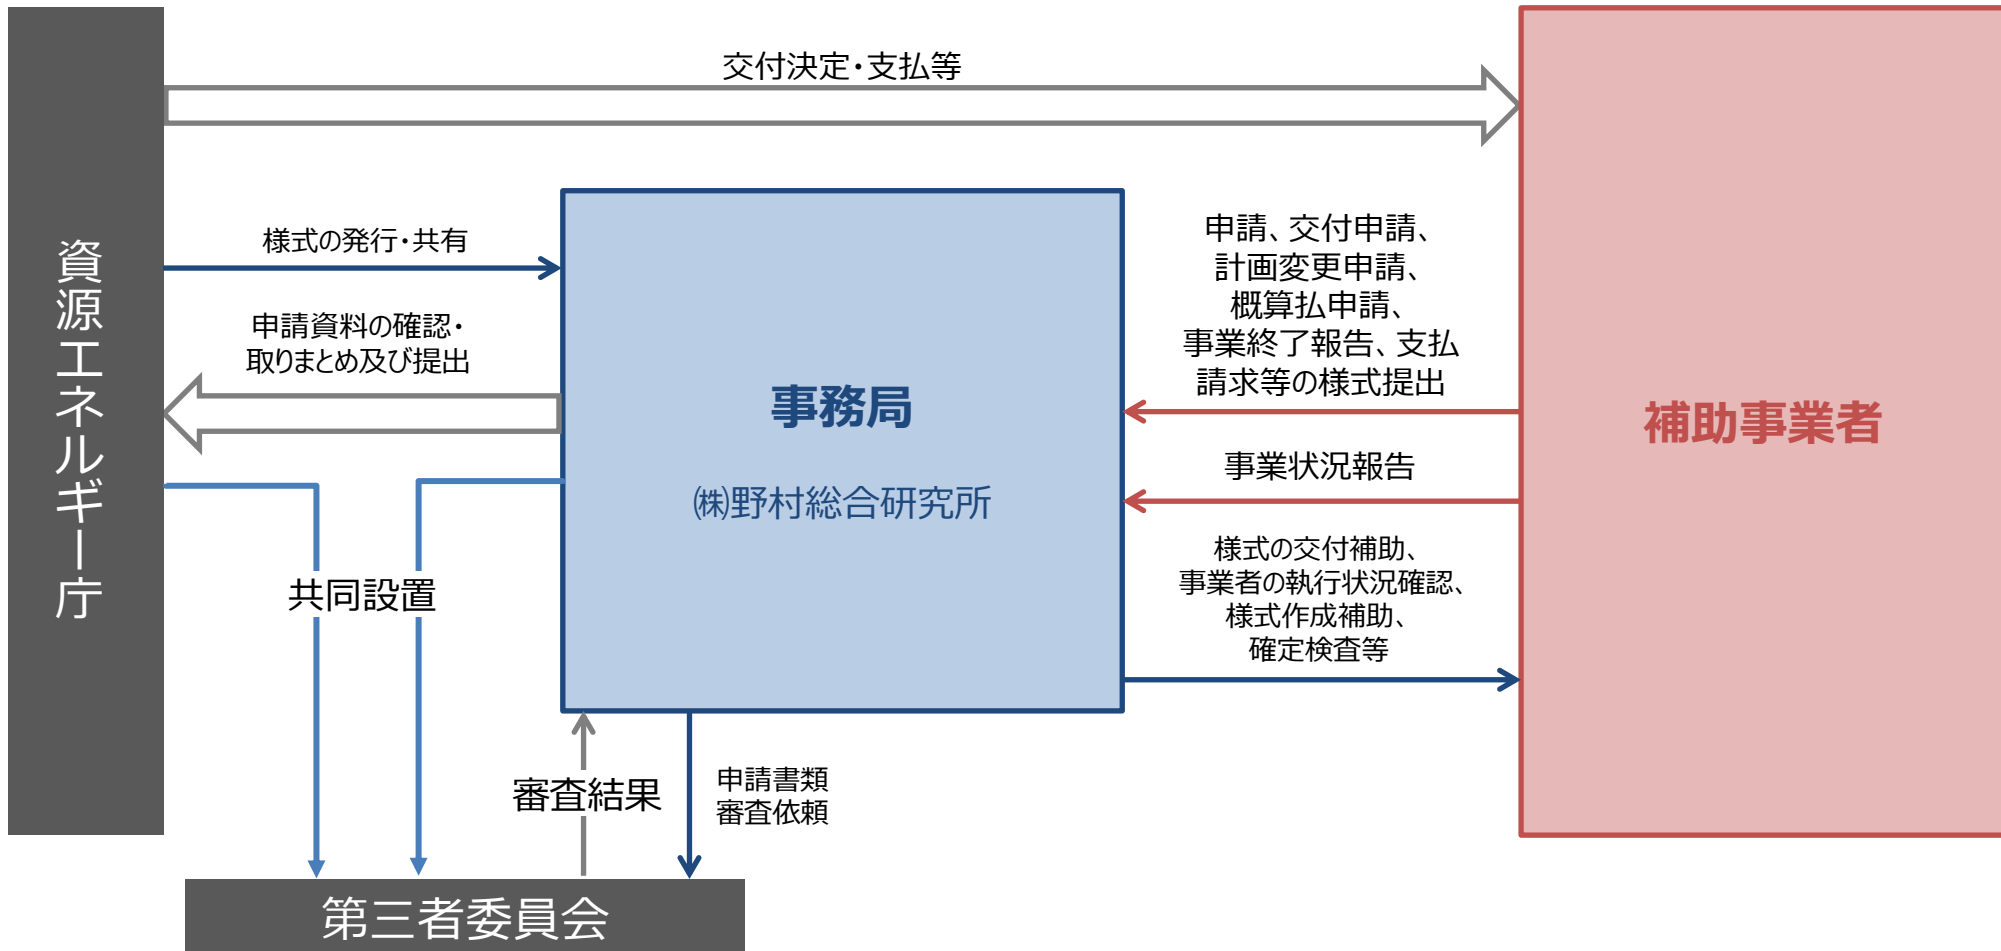 交付決定・支払等
資源エネルギー庁
様式の発行・共有
申請資料の確認・
取りまとめ及び提出
共同設置
事務局
㈱野村総合研究所
申請、交付申請、
計画変更申請、
概算払申請、
事業終了報告、支払
請求等の様式提出
事業状況報告
様式の交付補助、
事業者の執行状況確認、
様式作成補助、
確定検査等
補助事業者
審査結果
申請書類
審査依頼
第三者委員会